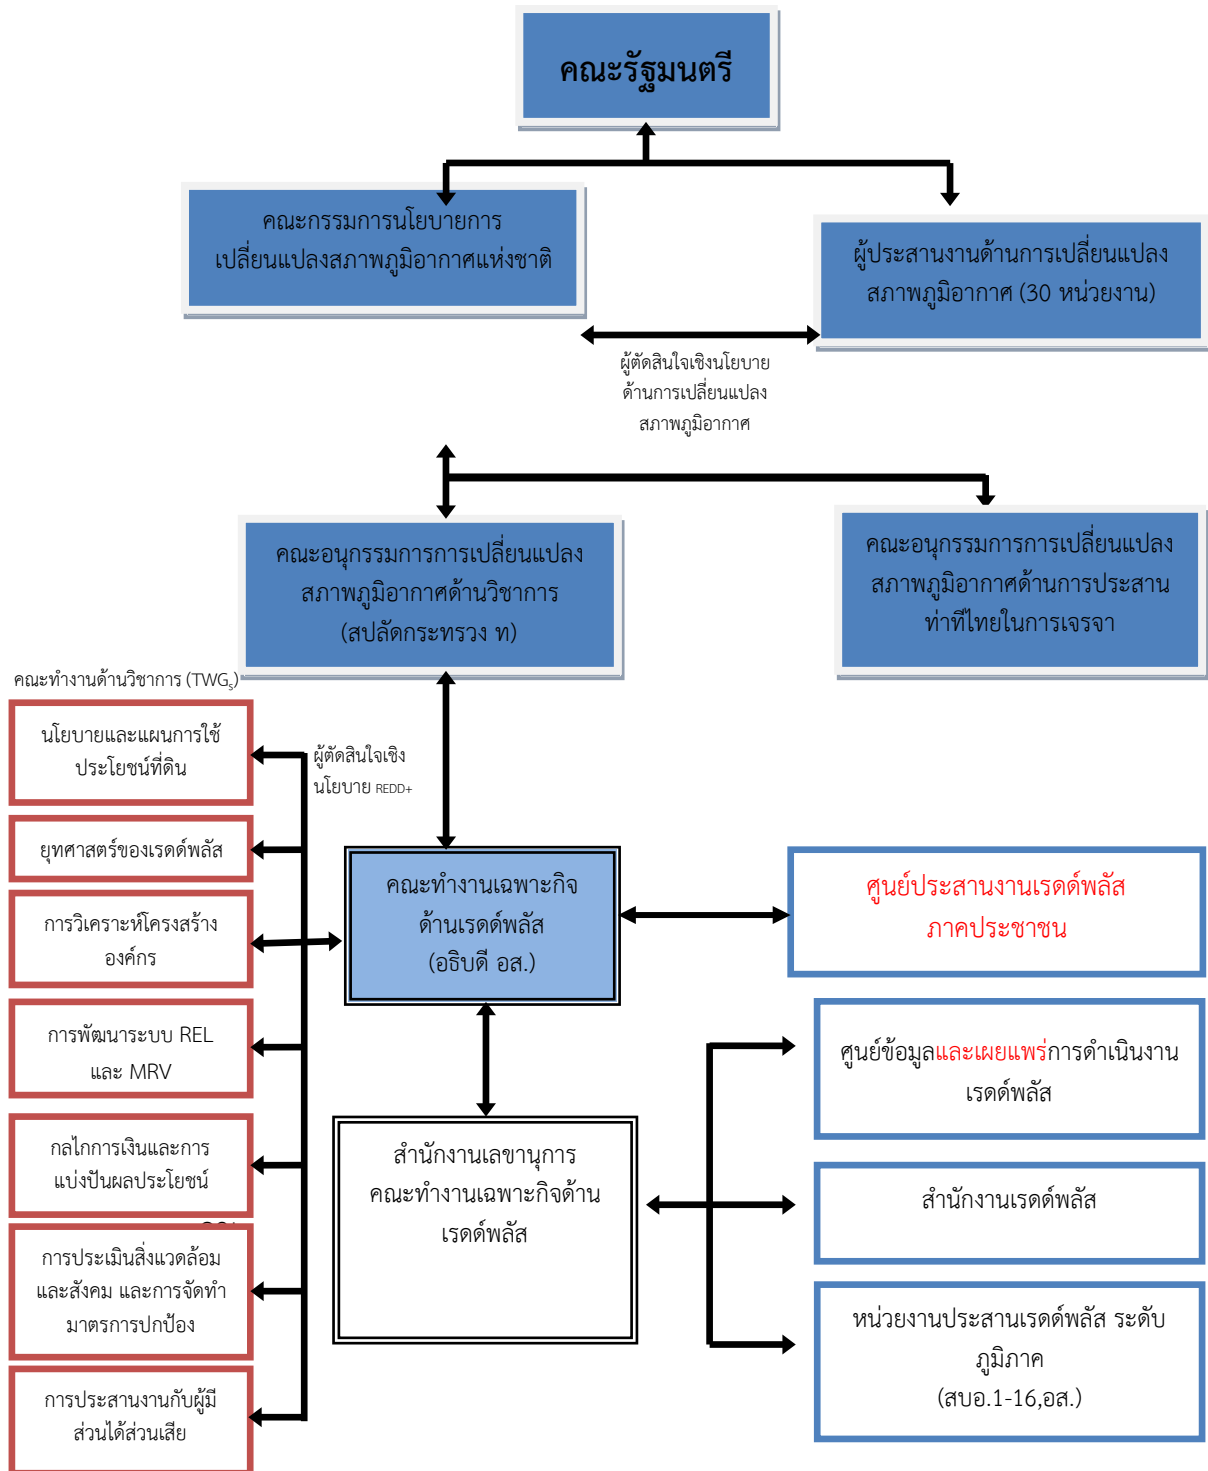 คณะรัฐมนตรี
คณะกรรมการนโยบายการ
เปลี่ยนแปลงสภาพภูมิอากาศแห่งชาติ
ผู้ประสานงานด้านการเปลี่ยนแปลง
สภาพภูมิอากาศ (30 หน่วยงาน)
ผู้ตัดสินใจเชิงนโยบาย
ด้านการเปลี่ยนแปลง
สภาพภูมิอากาศ
คณะอนุกรรมการการเปลี่ยนแปลง
สภาพภูมิอากาศด้านวิชาการ
(สปลัดกระทรวง ท)
คณะอนุกรรมการการเปลี่ยนแปลง
สภาพภูมิอากาศด้านการประสาน
ท่าทีไทยในการเจรจา
คณะทำงานด้านวิชาการ (TWGs)
นโยบายและแผนการใช้
ประโยชน์ที่ดิน
ยุทศาสตร์ของเรดด์พลัส
การวิเคราะห์โครงสร้าง
องค์กร
การพัฒนาระบบ REL
และ MRV
กลไกการเงินและการ
แบ่งปันผลประโยชน์
การประเมินสิ่งแวดล้อม
และสังคม และการจัดทำ
มาตรการปกป้อง
การประสานงานกับผู้มี
ส่วนได้ส่วนเสีย
ผู้ตัดสินใจเชิง
นโยบาย REDD+
คณะทำงานเฉพาะกิจ
ด้านเรดด์พลัส
(อธิบดี อส.)
สำนักงานเลขานุการ
คณะทำงานเฉพาะกิจด้าน
เรดด์พลัส
ศูนย์ประสานงานเรดด์พลัส
ภาคประชาชน
ศูนย์ข้อมูลและเผยแพร่การดำเนินงาน
เรดด์พลัส
สำนักงานเรดด์พลัส
หน่วยงานประสานเรดด์พลัส ระดับ
ภูมิภาค
(สบอ.1-16,อส.)